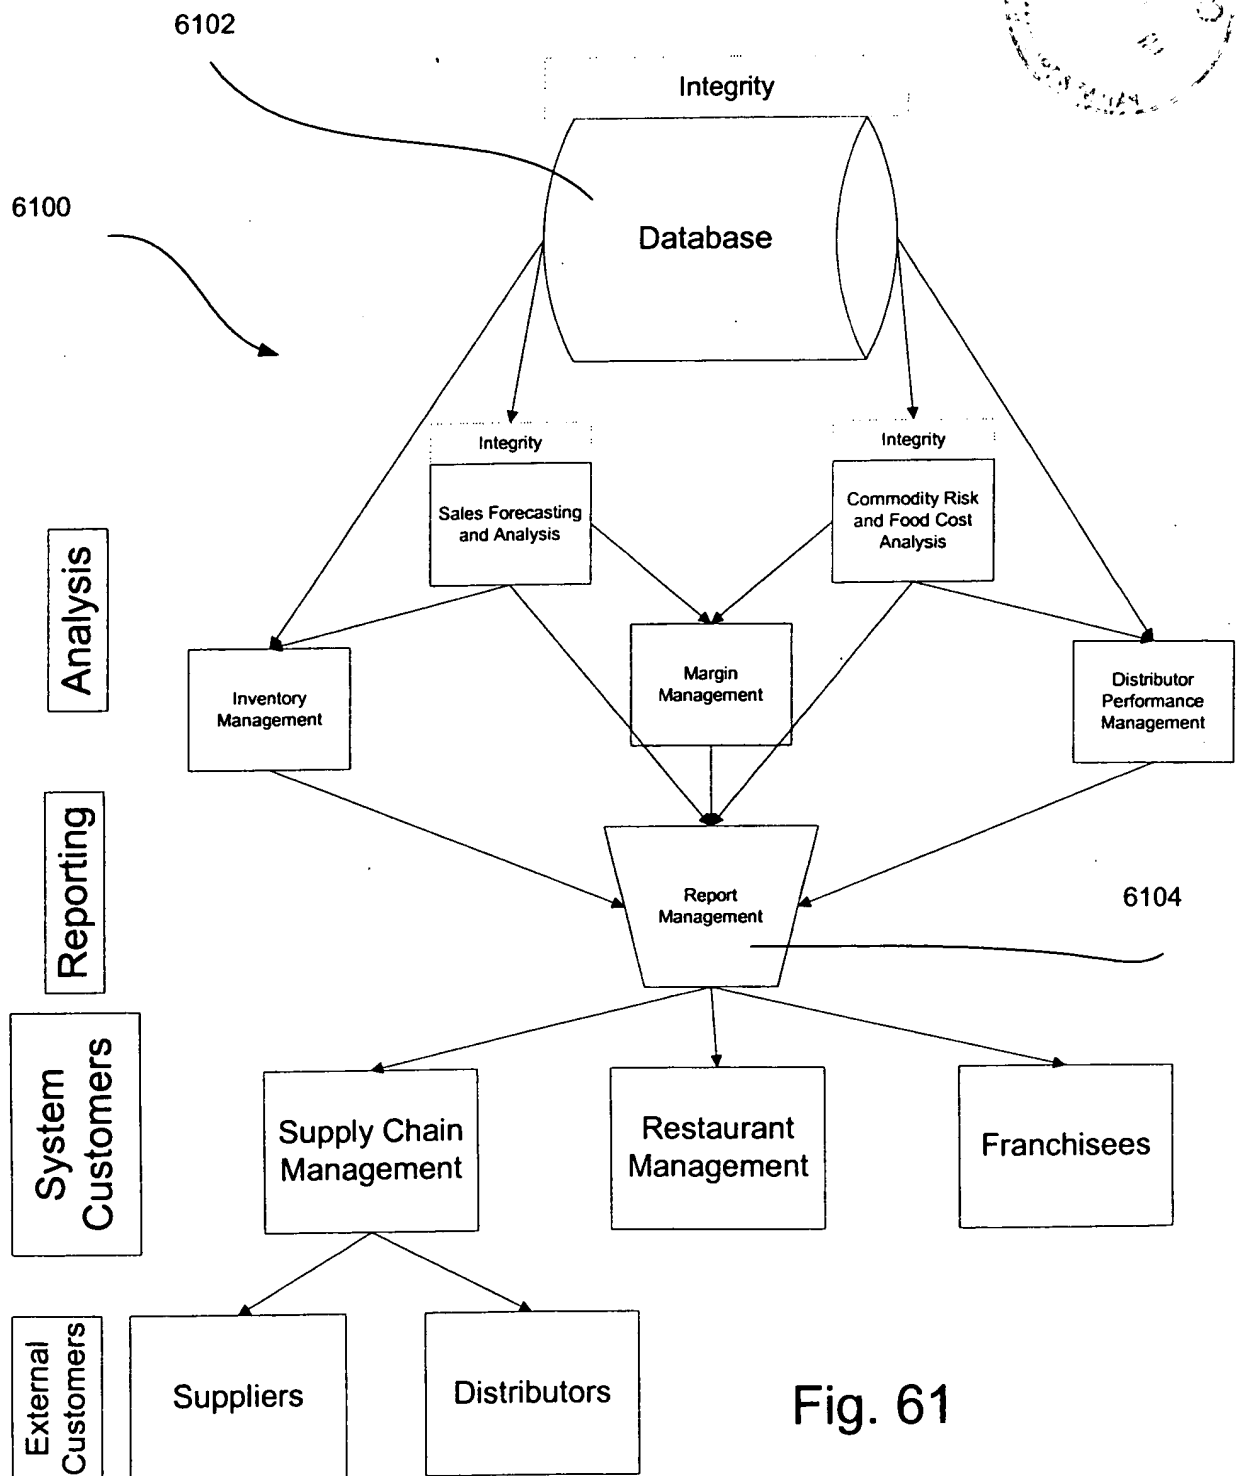 6102
Integrity
6100
Database
Integrity
Integrity
Sales Forecasting
and Analysis
Commodity Risk
and Food Cost
Analysis
Analysis
Inventory
Management
Margin
Management
Distributor
Performance
Management
Reporting
Report
Management
6104
System
Customers
Supply Chain
Management
Restaurant
Management
Franchisees
External
Customers
Suppliers
Distributors
Fig. 61